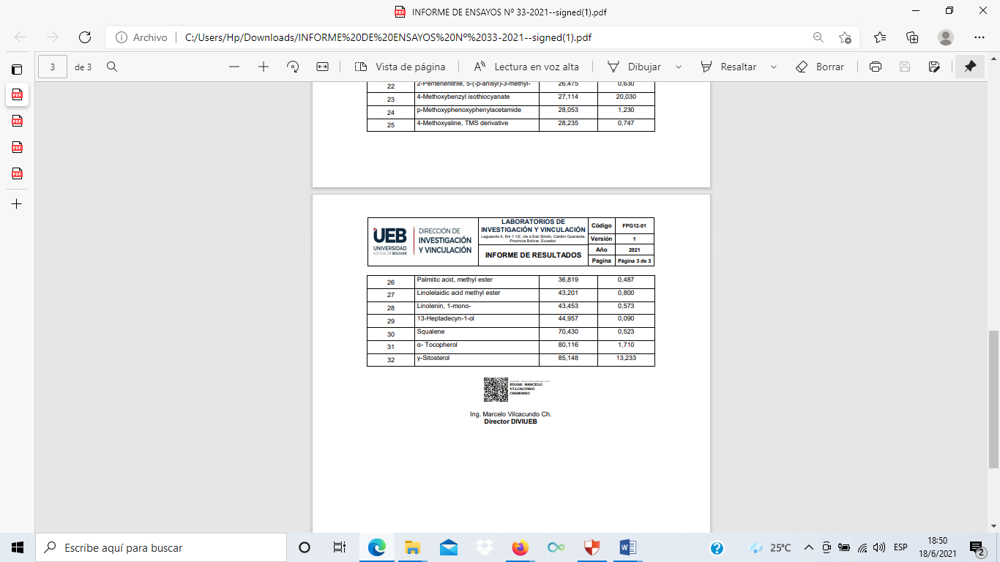 INFORME DE ENSAYOS Nº 33-2021--signed(1).pdf
Archivo C:/Users/Hp/Downloads/INFORME%20DE%20ENSAYOS%20Nº%2033-2021--signed(1).pdf
3 de 3 Vista de página Lectura en voz alta Dibujar Resaltar Borrar
22 2-Pentenenitrile, 5-(-p-anisyl)-3-methyl- 26,475 0,630
23 4-Methoxybenzyl isothiocyanate 27,114 20,030
24 p-Methoxyphenoxyphenylacetamide 28,053 1,230
25 4-Methoxyaline, TMS derivative 28,235 0,747
UEB
UNIVERSIDAD
ESTATAL DE BOLIVAR
DIRECCIÓN DE
INVESTIGACIÓN
Y VINCULACIÓN
LABORATORIOS DE
INVESTIGACIÓN Y VINCULACIÓN
Laguacoto II, Km 1 1/2, vía a San Simón, Cantón Guaranda,
Provincia Bolívar, Ecuador.
INFORME DE RESULTADOS
Código FPG12-01
Versión 1
Año 2021
Pagina Página 3 de 3
26 Palmitic acid, methyl ester 36,819 0,487
27 Linolelaidic acid methyl ester 43,201 0,800
28 Linolenin, 1-mono- 43,453 0,573
29 13-Heptadecyn-1-ol 44,957 0,090
30 Squalene 70,430 0,523
31 α- Tocopherol 80,116 1,710
32 γ-Sitosterol 85,148 13,233
EDGAR MARCELO
VILCACUNDO
CHAMORRO
Ing. Marcelo Vilcacundo Ch.
Director DIVIUEB
Escribe aquí para buscar
25°C ESP
18:50
18/6/2021
2